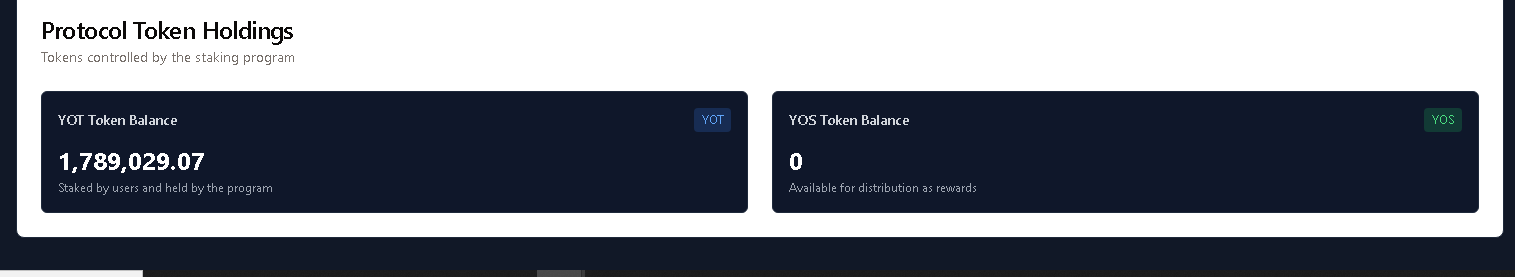 Protocol Token Holdings
Tokens controlled by the staking program
YOT Token Balance
YOT
1,789,029.07
Staked by users and held by the program
YOS Token Balance
YOS
0
Available for distribution as rewards